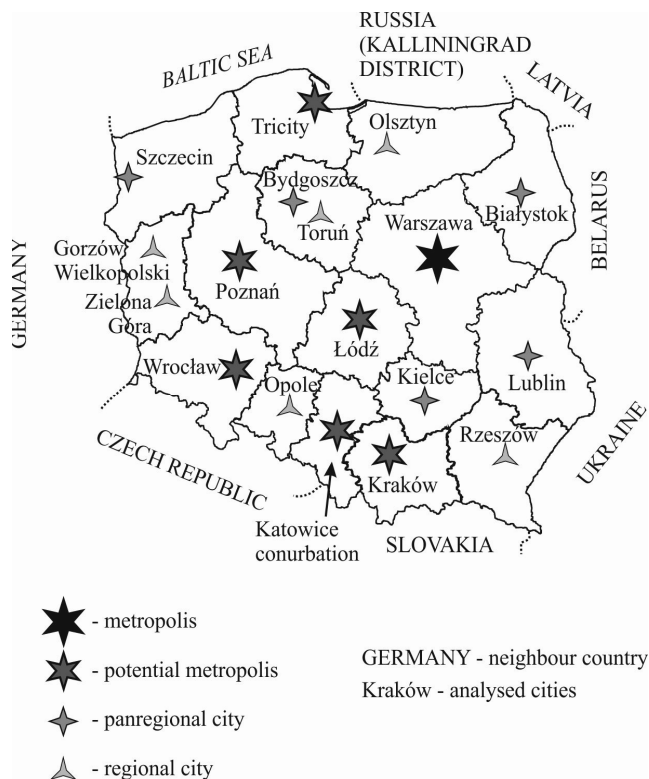 RUSSIA
(KALLININGRAD
DISTRICT)
BALTIC SEA
LATVIA
Tricity
Olsztyn
Szczecin
Bydgoszcz
Toruń
Warszawa
Białystok
BELARUS
GERMANY
Gorzów
Wielkopolski
Zielona
Góra
Poznań
Łódź
Wrocław
Opole
Kielce
Lublin
Rzeszów
UKRAINE
CZECH REPUBLIC
Kraków
Katowice
conurbation
SLOVAKIA
- metropolis
- potential metropolis
- panregional city
- regional city
GERMANY - neighbour country
Kraków - analysed cities